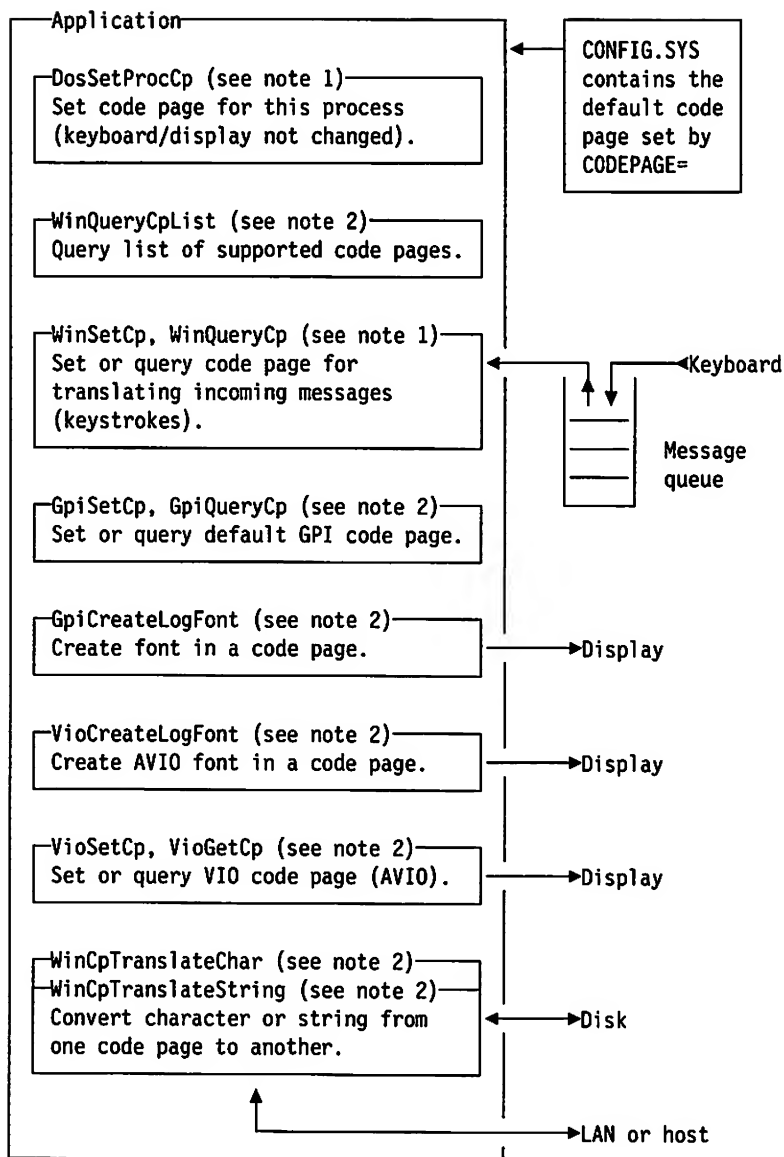 Application
DosSetProcCp (see note 1)
Set code page for this process
(keyboard/display not changed).
CONFIG.SYS
contains the
default code
page set by
CODEPAGE=
WinQueryCpList (see note 2)
Query list of supported code pages.
WinSetCp, WinQueryCp (see note 1)
Set or query code page for
translating incoming messages
(keystrokes).
Keyboard
Message
queue
GpiSetCp, GpiQueryCp (see note 2)
Set or query default GPI code page.
GpiCreateLogFont (see note 2)
Create font in a code page.
Display
VioCreateLogFont (see note 2)
Create AVIO font in a code page.
Display
VioSetCp, VioGetCp (see note 2)
Set or query VIO code page (AVIO).
Display
WinCpTranslateChar (see note 2)
WinCpTranslateString (see note 2)
Convert character or string from
one code page to another.
Disk
LAN or host